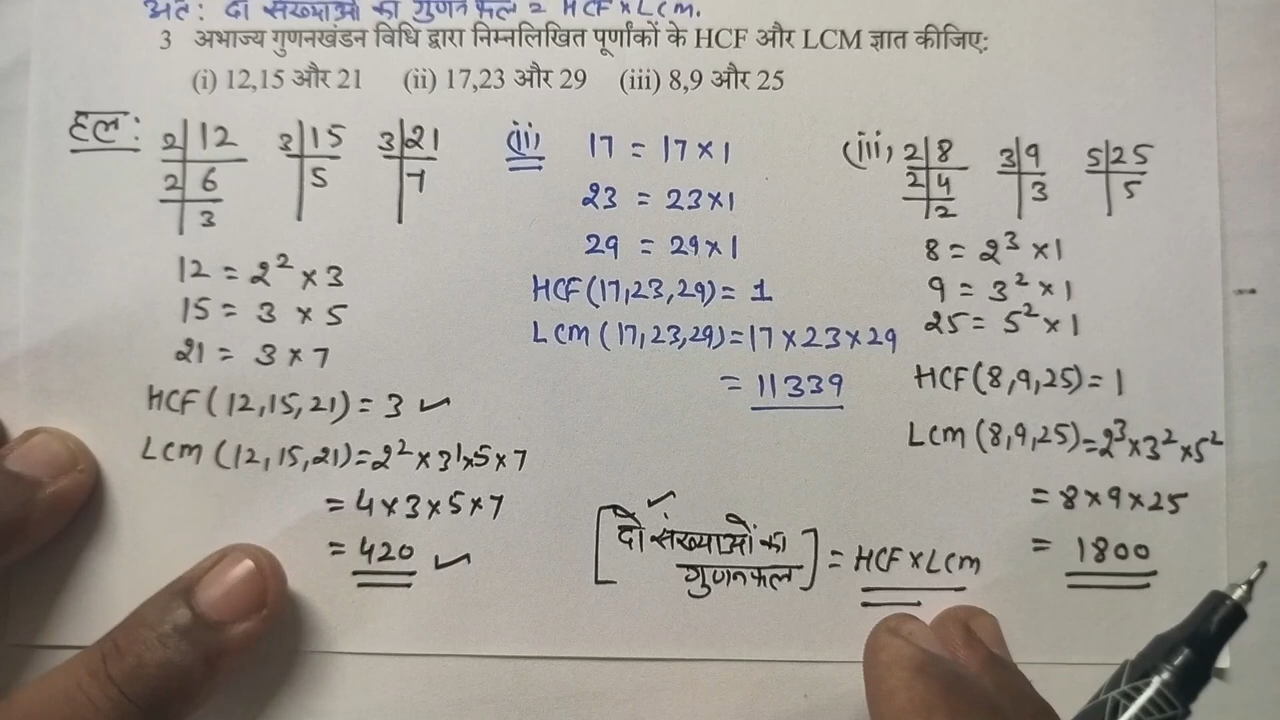 अत: दो संख्याओं का गुणनफल = HCF × LCM.
3 अभाज्य गुणनखंडन विधि द्वारा निम्नलिखित पूर्णांकों के HCF और LCM ज्ञात कीजिए:
(i) 12,15 और 21 (ii) 17,23 और 29 (iii) 8,9 और 25
हल:
2 | 12
2 | 6
3
3 | 15
5
3 | 21
7
12 = 2² × 3
15 = 3 × 5
21 = 3 × 7
HCF (12,15,21) = 3 ✓
LCM (12,15,21) = 2² × 3¹ × 5 × 7
= 4 × 3 × 5 × 7
= 420 ✓
(ii) 17 = 17 × 1
23 = 23 × 1
29 = 29 × 1
HCF (17,23,29) = 1
LCM (17,23,29) = 17 × 23 × 29
= 11339
(iii) 2 | 8
2 | 4
2
3 | 9
3
5 | 25
5
8 = 2³ × 1
9 = 3² × 1
25 = 5² × 1
HCF (8,9,25) = 1
LCM (8,9,25) = 2³ × 3² × 5²
= 8 × 9 × 25
= 1800
✓
[दो संख्याओं का
गुणनफल] = HCF × LCM